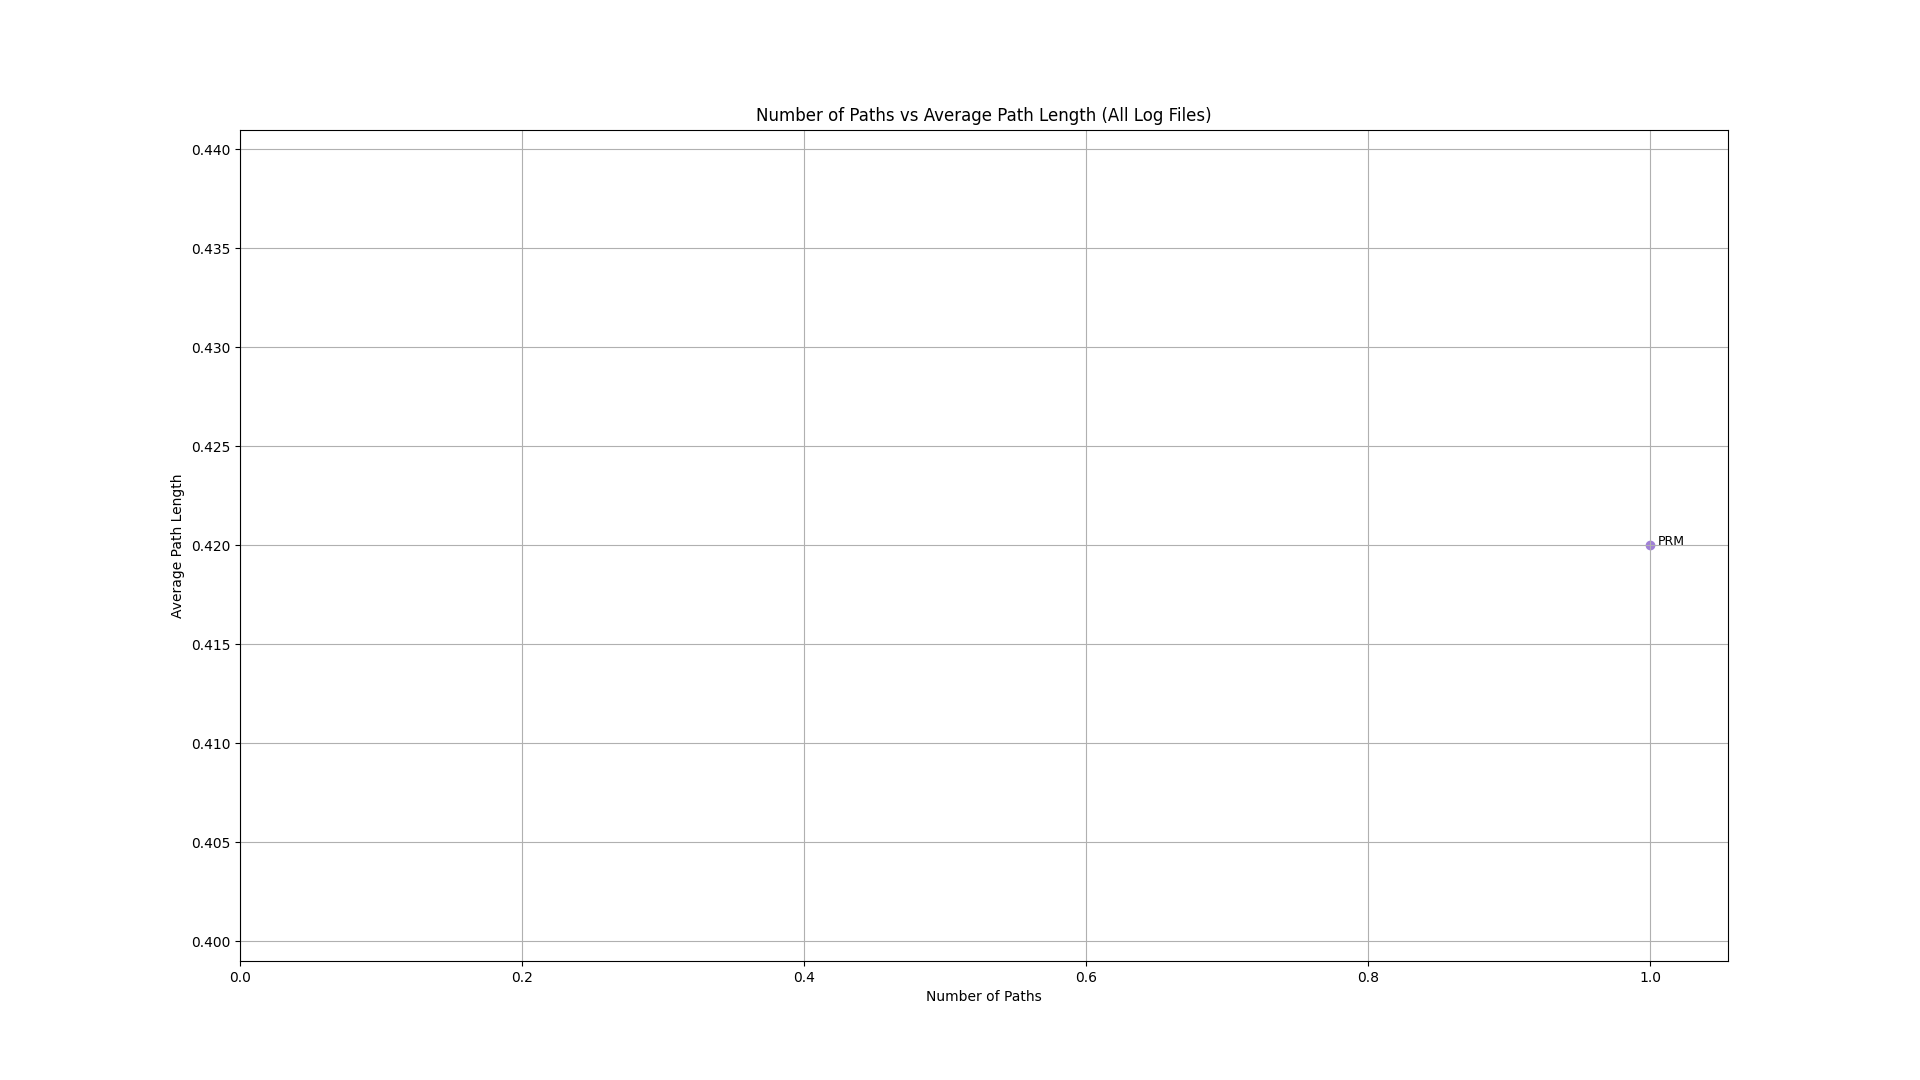 Number of Paths vs Average Path Length (All Log Files)
0.440
0.435
0.430
0.425
0.420
0.415
0.410
0.405
0.400
Average Path Length
PRM
0.0 0.2 0.4 0.6 0.8 1.0
Number of Paths